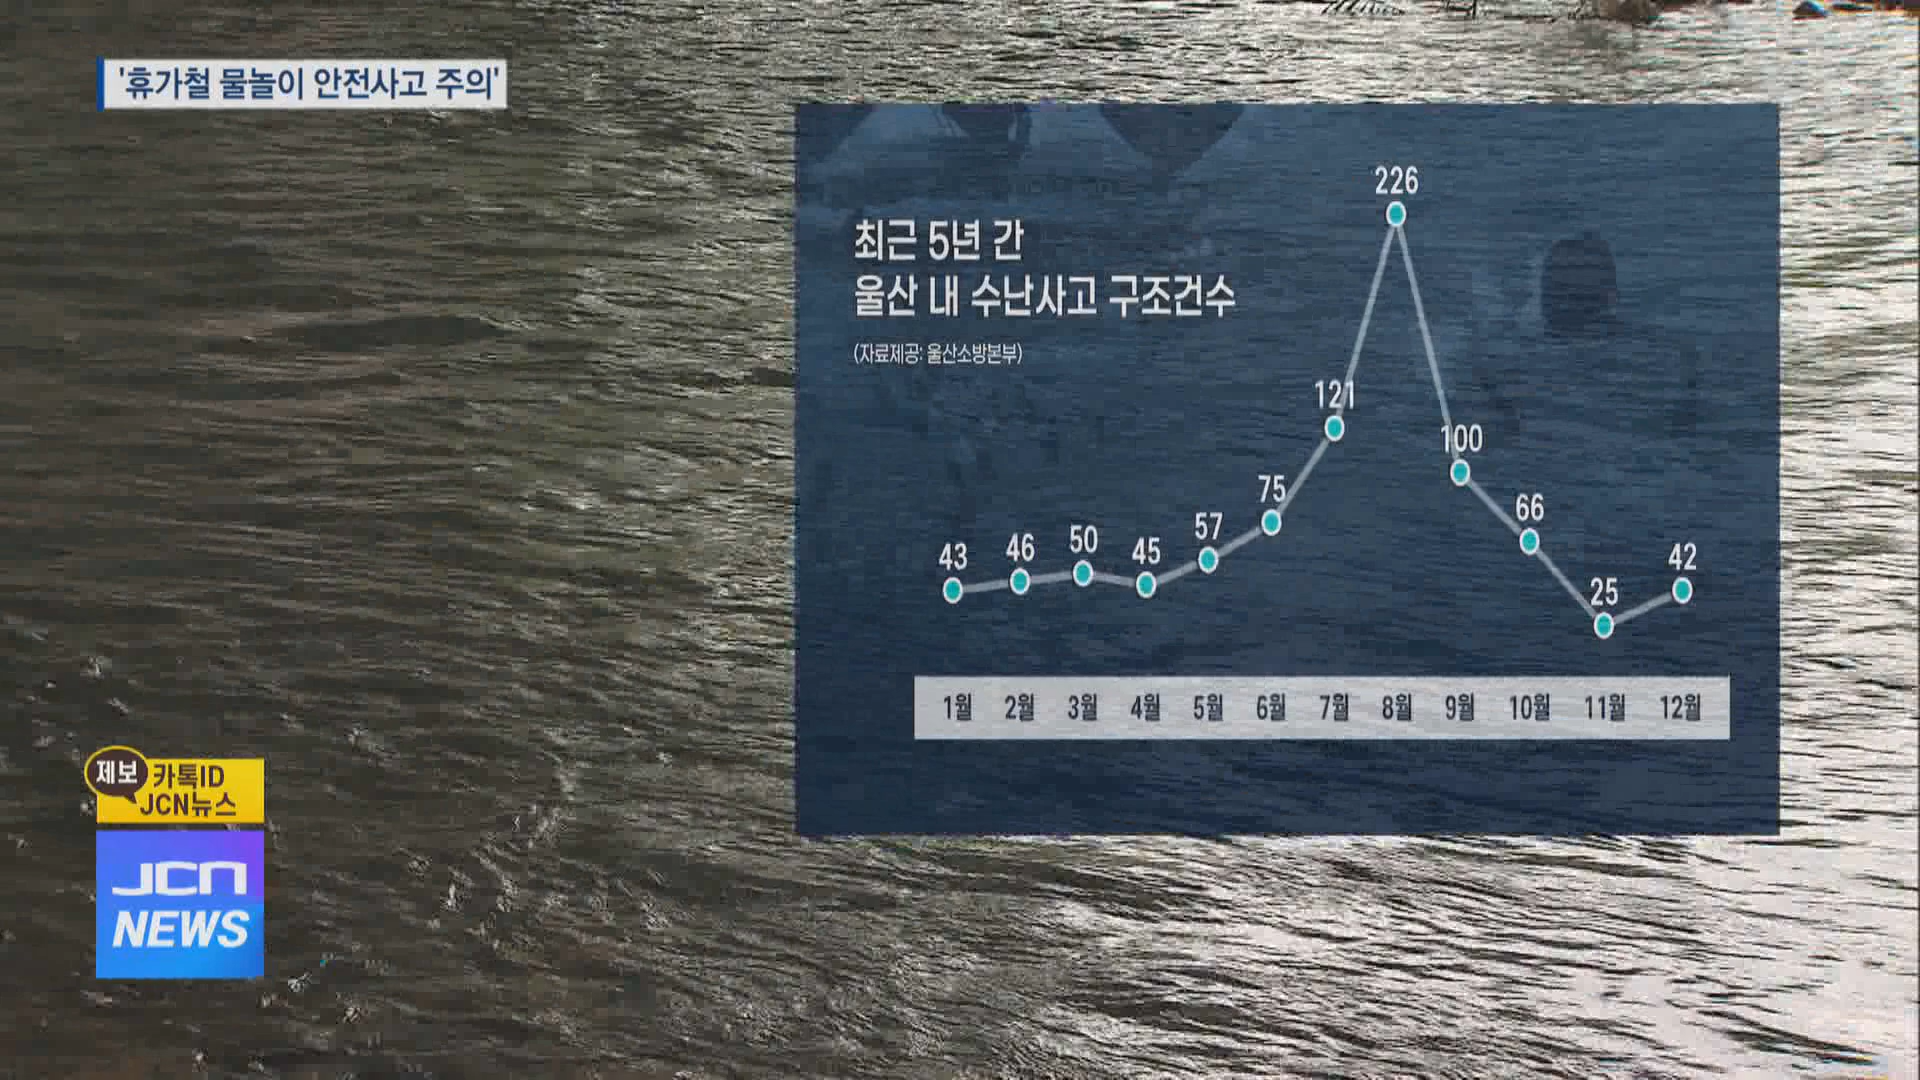 '휴가철 물놀이 안전사고 주의'
최근 5년 간
울산 내 수난사고 구조건수
(자료제공: 울산소방본부)
43 46 50 45 57 75 121 226 100 66 25 42
1월 2월 3월 4월 5월 6월 7월 8월 9월 10월 11월 12월
제보 카톡ID
JCN뉴스
JCN
NEWS